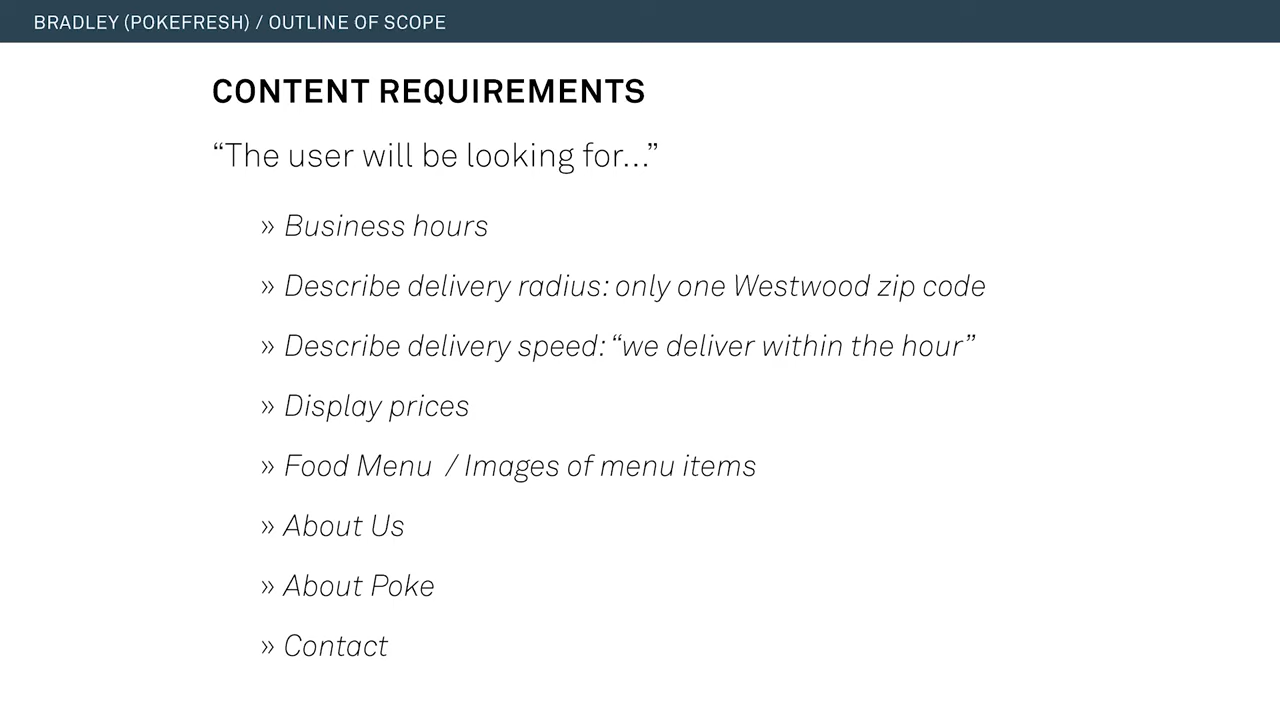 BRADLEY (POKEFRESH) / OUTLINE OF SCOPE
CONTENT REQUIREMENTS
“The user will be looking for...”
» Business hours
» Describe delivery radius: only one Westwood zip code
» Describe delivery speed: “we deliver within the hour”
» Display prices
» Food Menu / Images of menu items
» About Us
» About Poke
» Contact